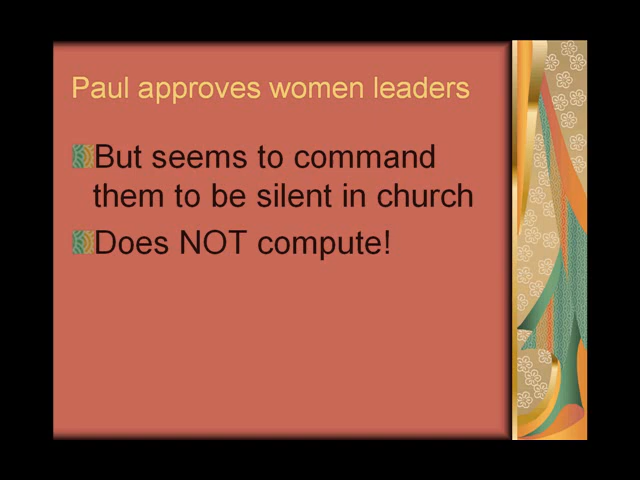 Paul approves women leaders
But seems to command
them to be silent in church
Does NOT compute!